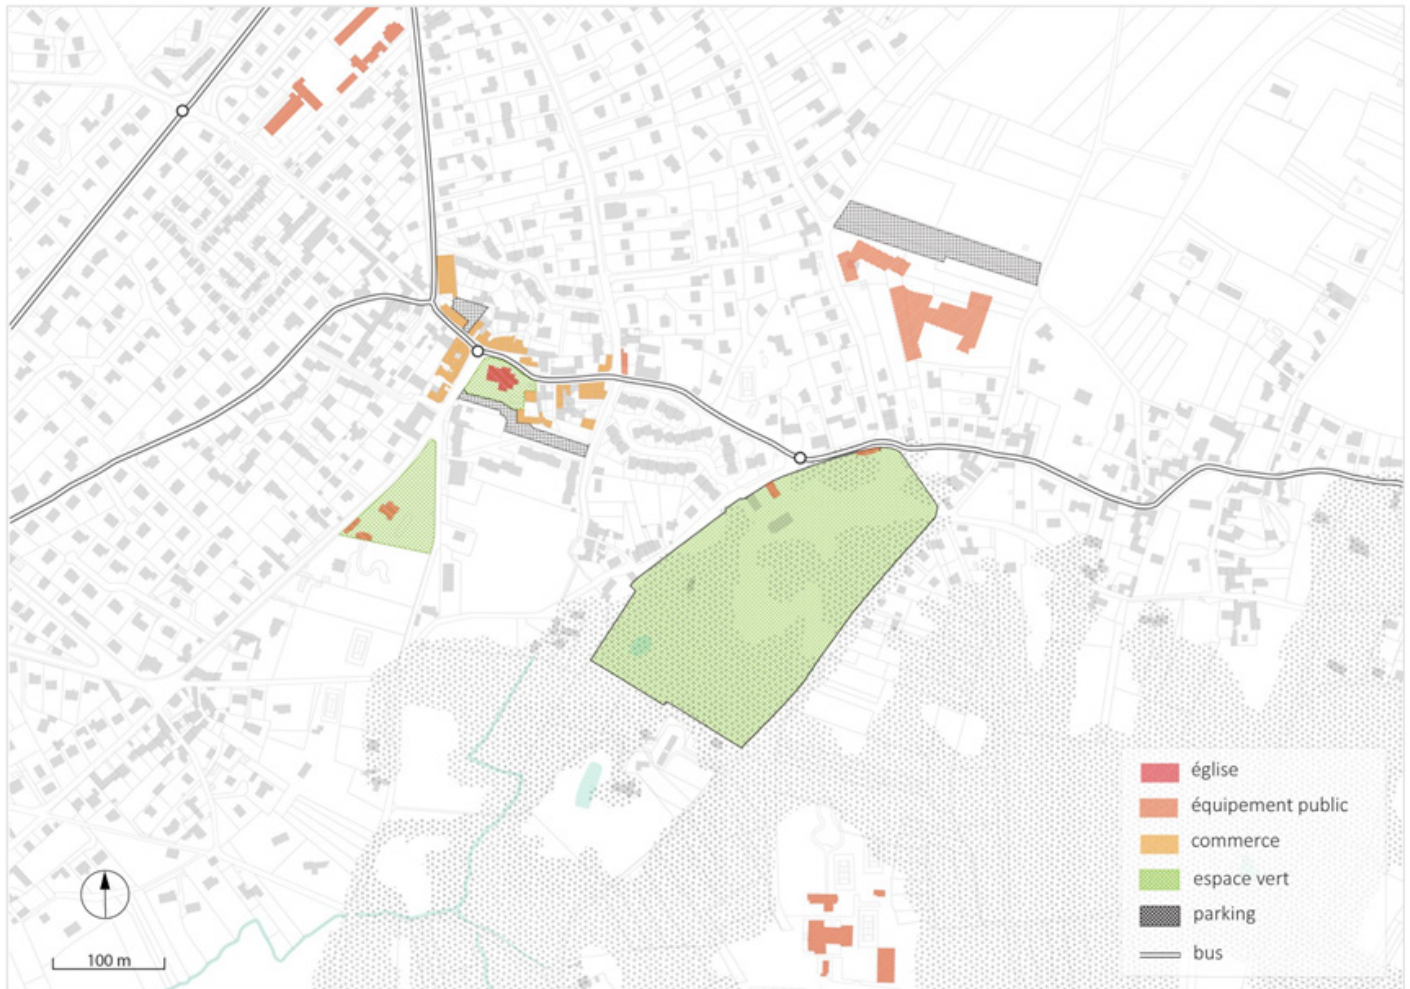 église
équipement public
commerce
espace vert
parking
bus
100 m